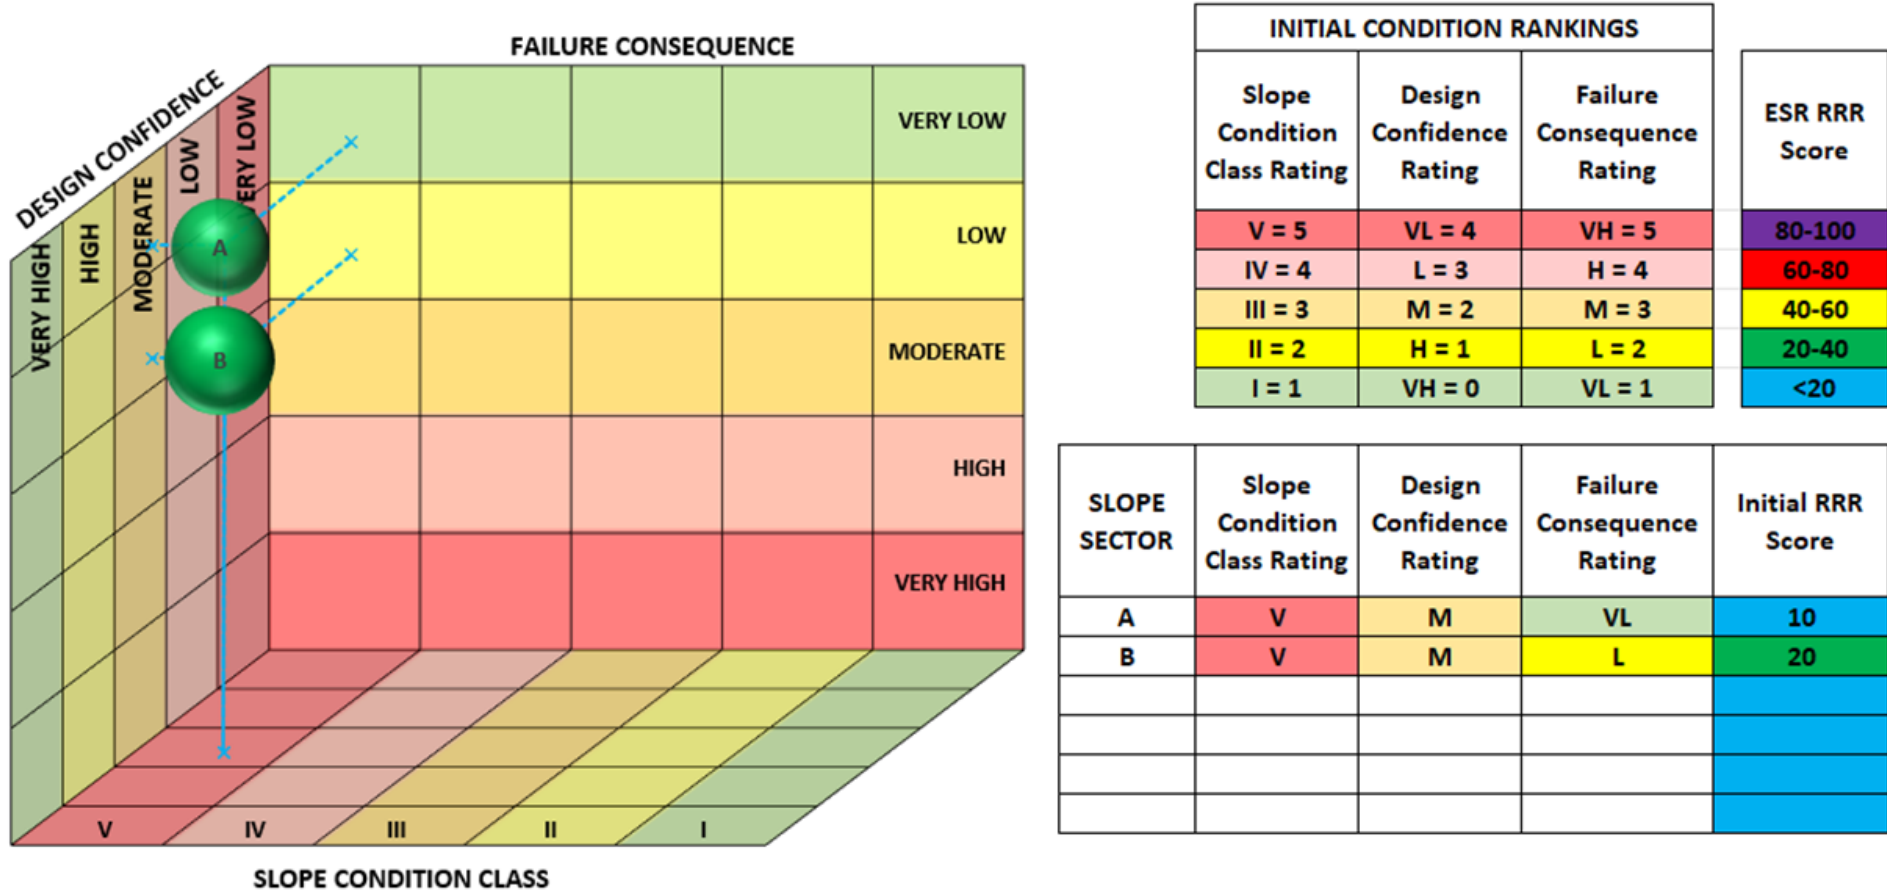 FAILURE CONSEQUENCE
DESIGN CONFIDENCE
VERY HIGH
HIGH
MODERATE
LOW
VERY LOW
VERY LOW
LOW
MODERATE
HIGH
VERY HIGH
A
B
V IV III II I
SLOPE CONDITION CLASS
INITIAL CONDITION RANKINGS
Slope
Condition
Class Rating
Design
Confidence
Rating
Failure
Consequence
Rating
ESR RRR
Score
V = 5 VL = 4 VH = 5 80-100
IV = 4 L = 3 H = 4 60-80
III = 3 M = 2 M = 3 40-60
II = 2 H = 1 L = 2 20-40
I = 1 VH = 0 VL = 1 <20
SLOPE
SECTOR
Slope
Condition
Class Rating
Design
Confidence
Rating
Failure
Consequence
Rating
Initial RRR
Score
A V M VL 10
B V M L 20